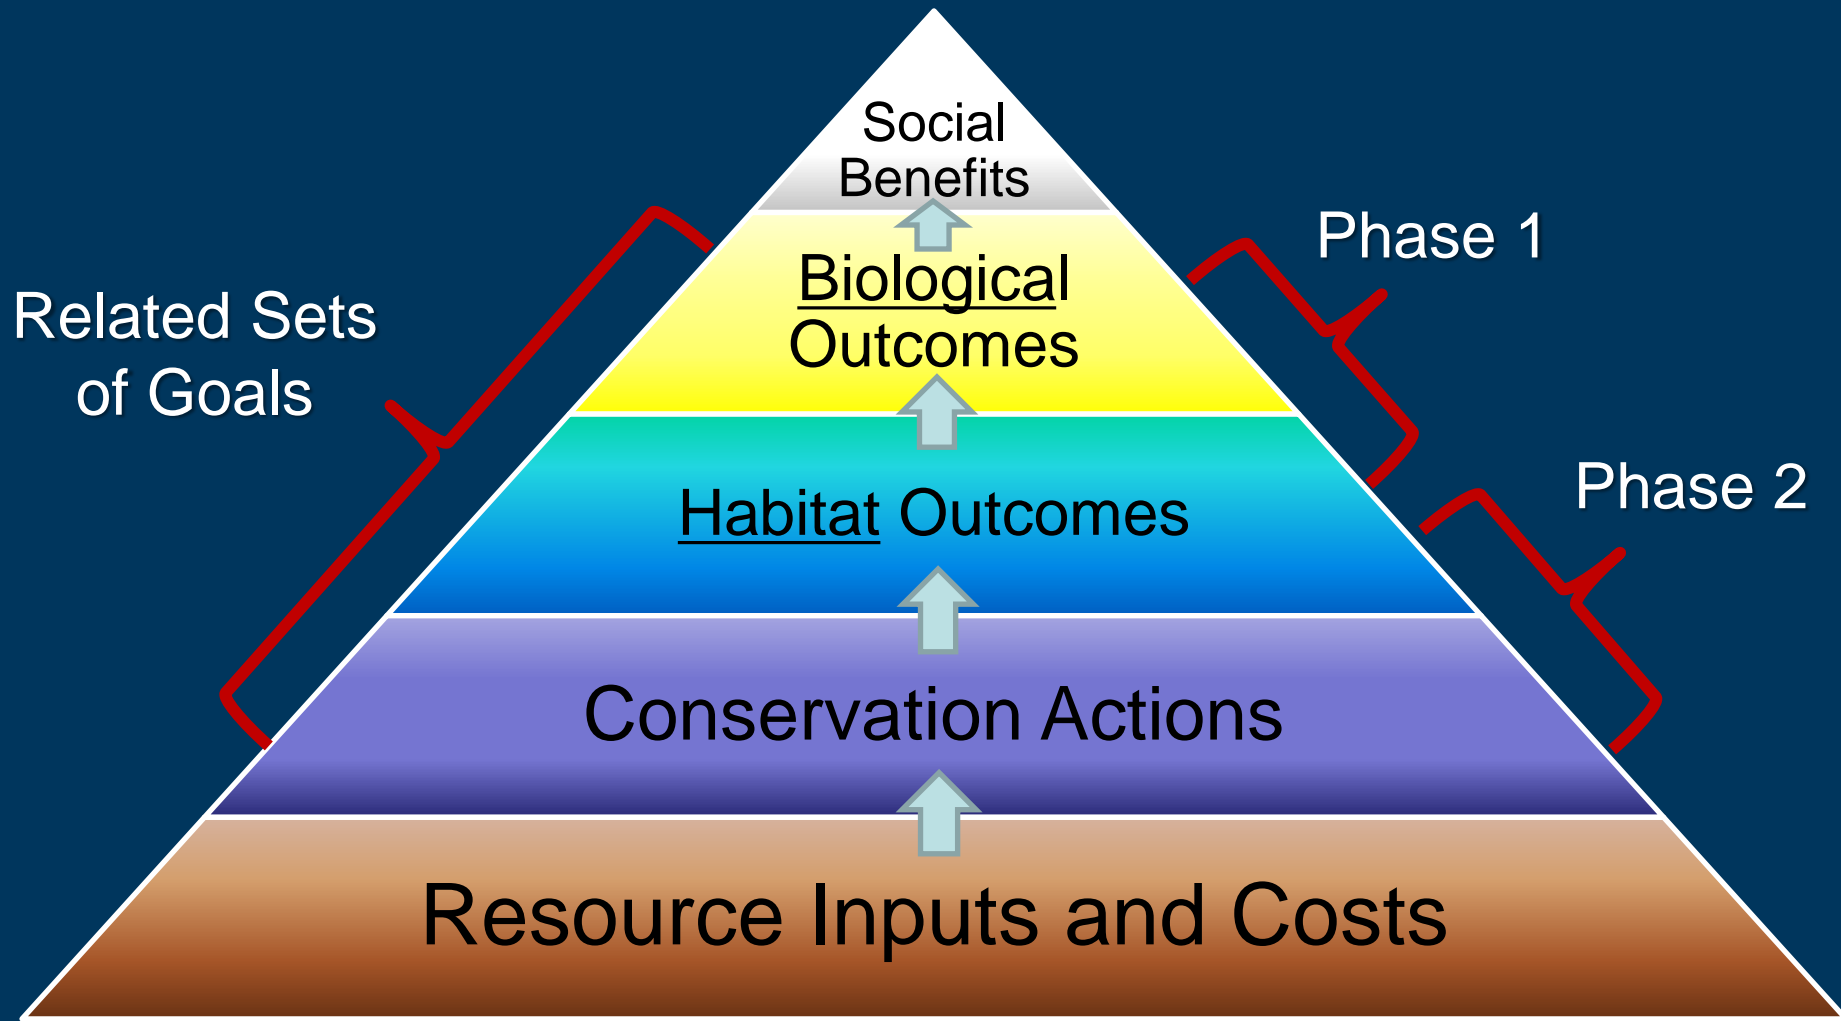 Social
Benefits
Biological
Outcomes
Habitat Outcomes
Conservation Actions
Resource Inputs and Costs
Related Sets
of Goals
Phase 1
Phase 2